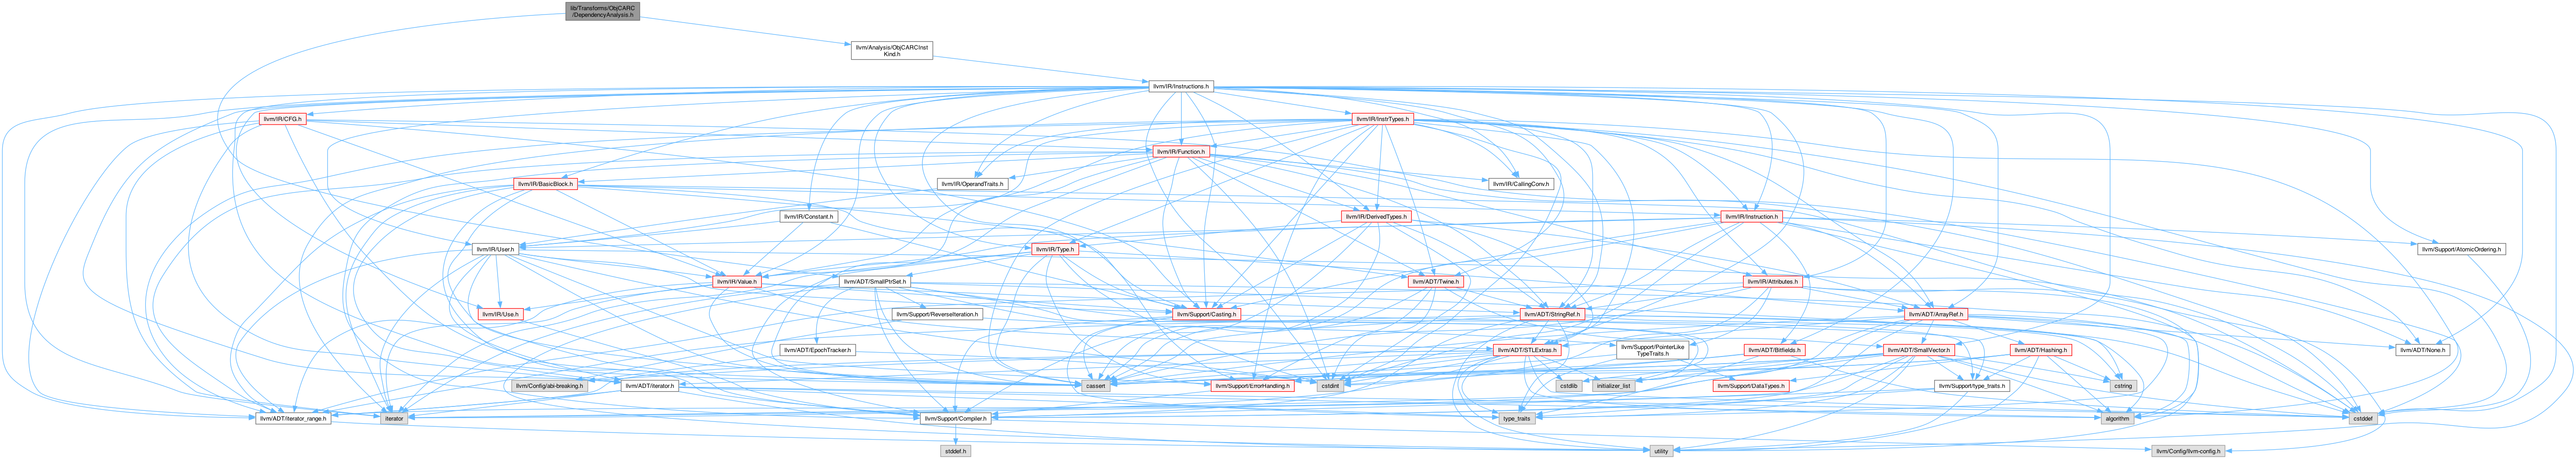 lib/Transforms/ObjCARC
/DependencyAnalysis.h
llvm/Analysis/ObjCARCInst
Kind.h
llvm/IR/Instructions.h
llvm/IR/CFG.h
llvm/IR/InstrTypes.h
llvm/IR/Function.h
llvm/IR/BasicBlock.h
llvm/IR/OperandTraits.h
llvm/IR/CallingConv.h
llvm/IR/Constant.h
llvm/IR/DerivedTypes.h
llvm/IR/Instruction.h
llvm/IR/User.h
llvm/IR/Type.h
llvm/Support/AtomicOrdering.h
llvm/IR/Value.h
llvm/ADT/SmallPtrSet.h
llvm/ADT/Twine.h
llvm/IR/Attributes.h
llvm/IR/Use.h
llvm/Support/ReverseIteration.h
llvm/Support/Casting.h
llvm/ADT/StringRef.h
llvm/ADT/ArrayRef.h
llvm/ADT/EpochTracker.h
llvm/Support/PointerLike
TypeTraits.h
llvm/ADT/STLExtras.h
llvm/ADT/Bitfields.h
llvm/ADT/SmallVector.h
llvm/ADT/Hashing.h
llvm/ADT/None.h
llvm/Config/abi-breaking.h
llvm/ADT/iterator.h
cassert
llvm/Support/ErrorHandling.h
cstdlib
initializer_list
cstdint
llvm/Support/DataTypes.h
llvm/Support/type_traits.h
cstring
llvm/ADT/iterator_range.h
iterator
llvm/Support/Compiler.h
type_traits
algorithm
cstddef
stddef.h
utility
llvm/Config/llvm-config.h